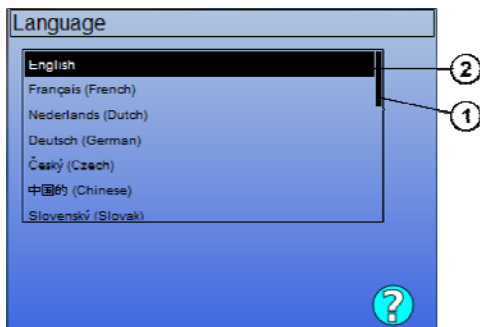 Language
English
Français (French)
Nederlands (Dutch)
Deutsch (German)
Český (Czech)
中国的 (Chinese)
Slovenský (Slovak)
2
1
?